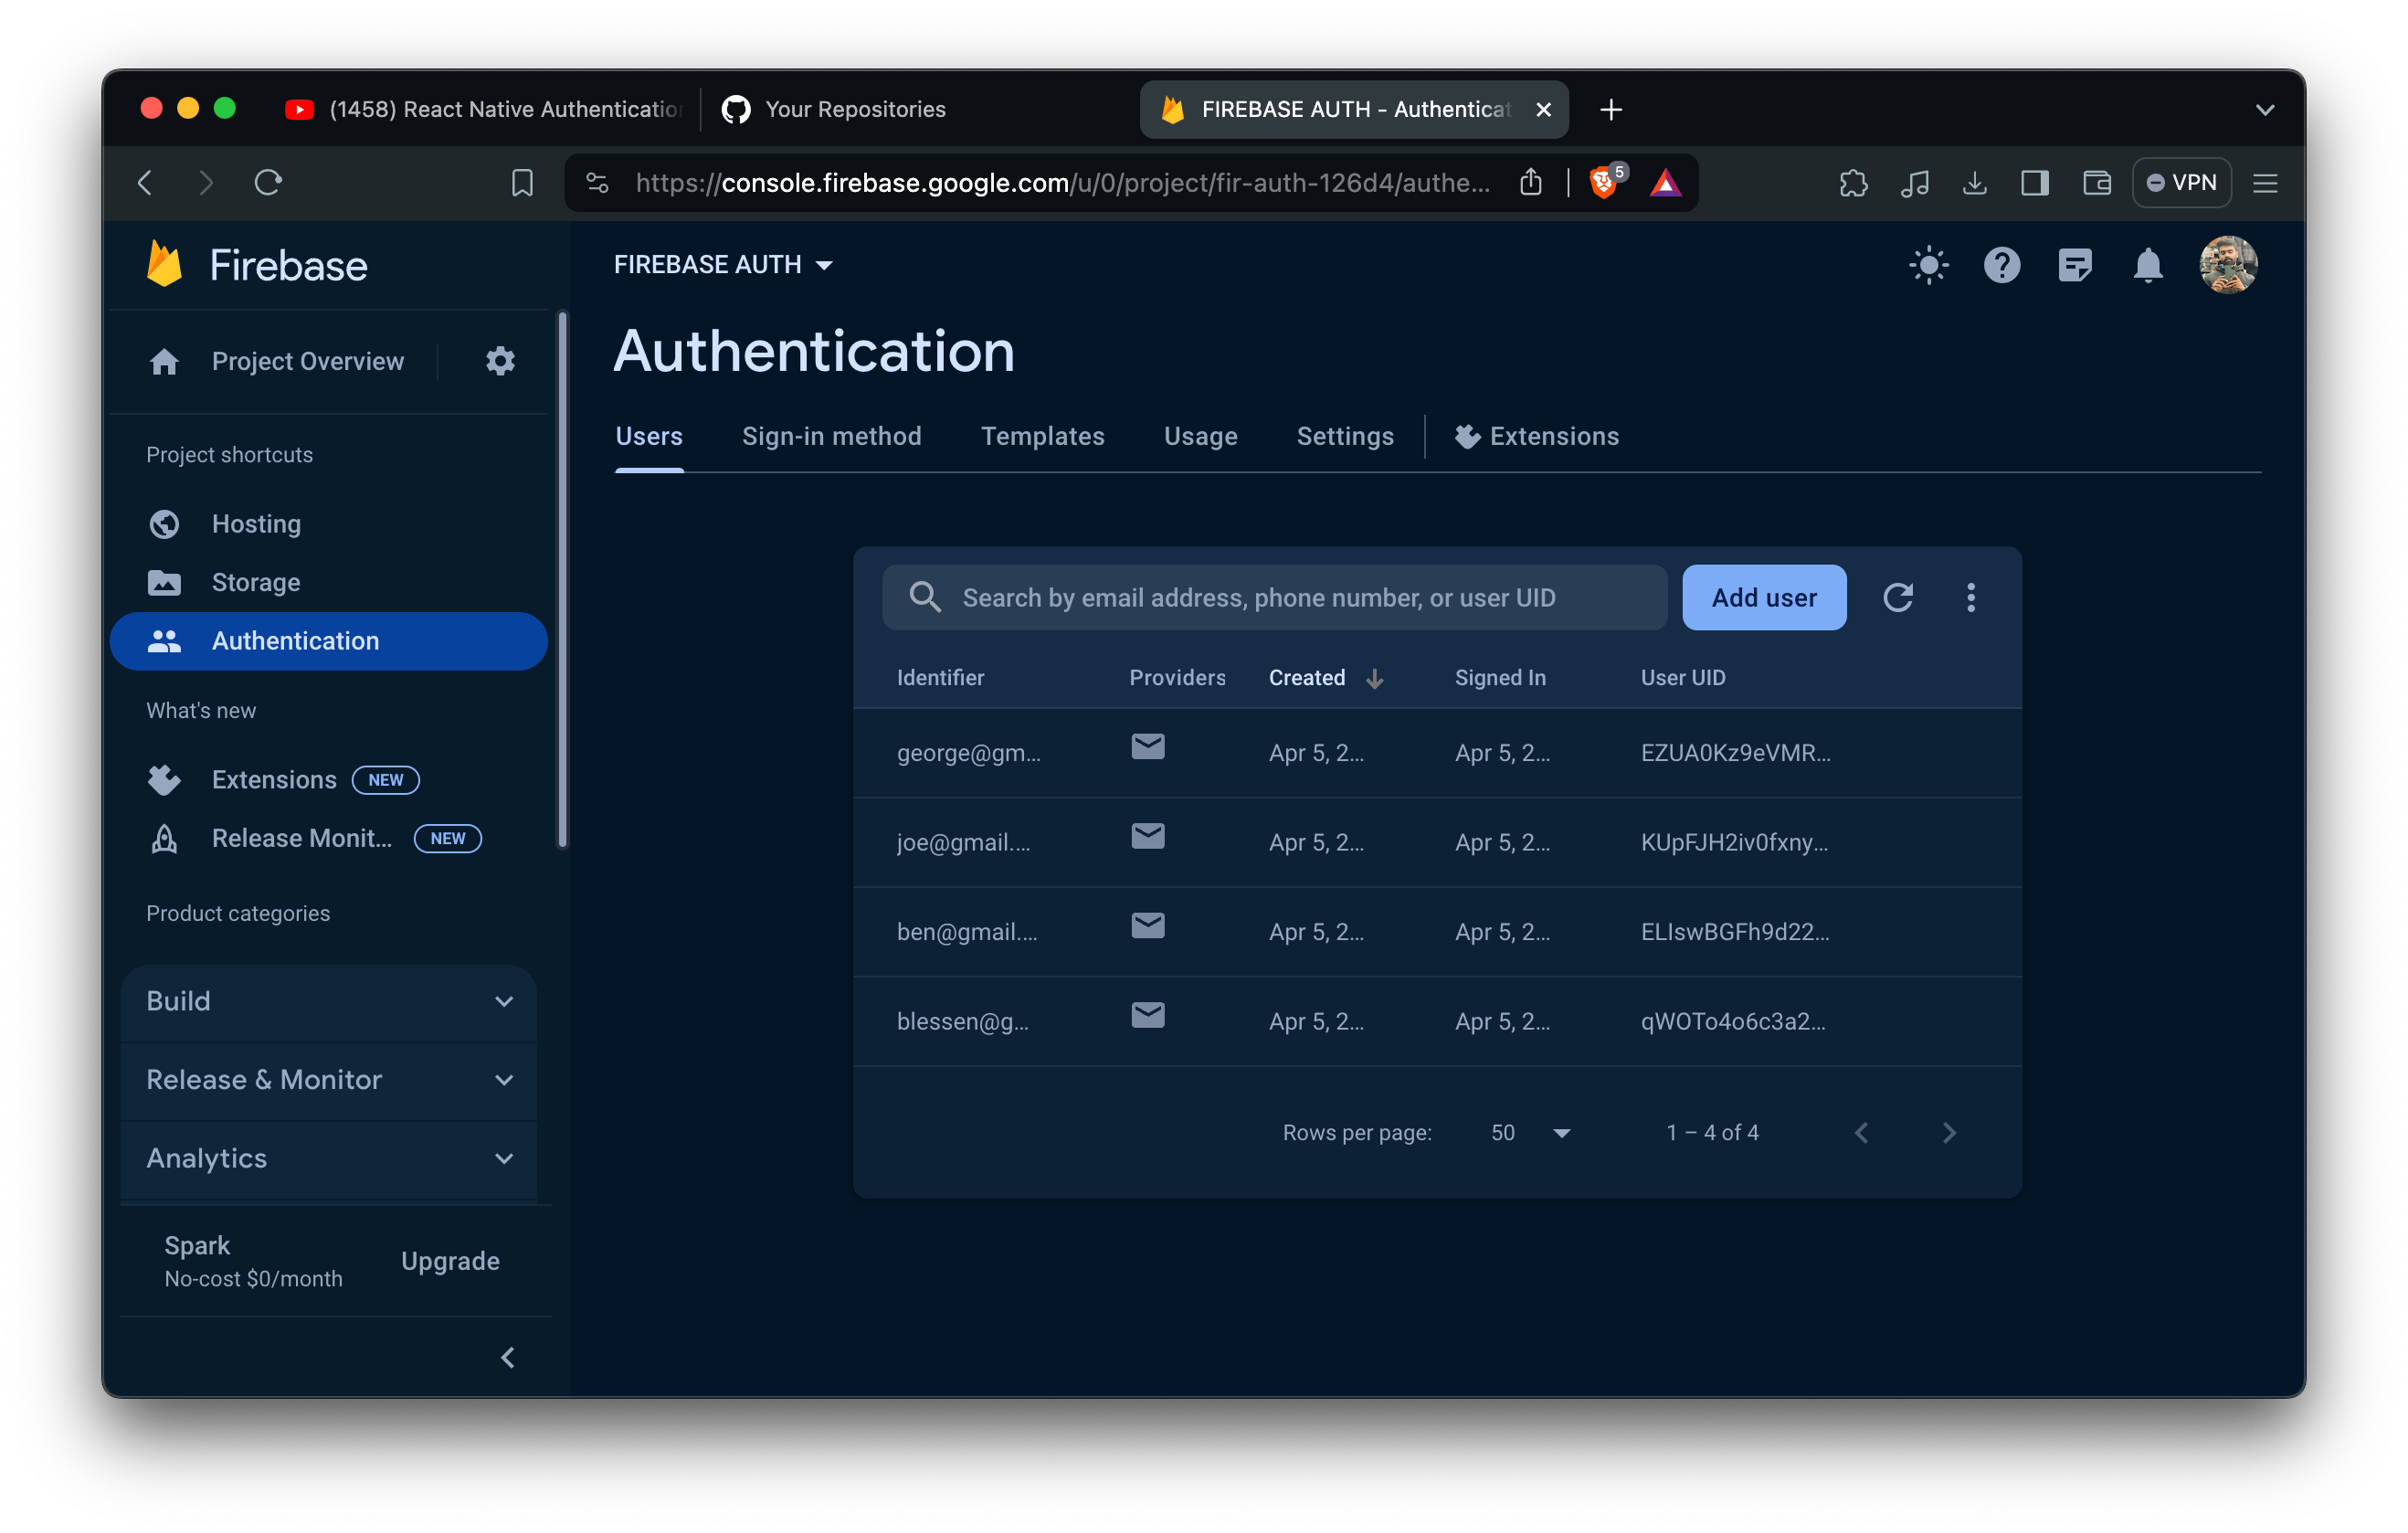 (1458) React Native Authentication
Your Repositories
FIREBASE AUTH - Authenticat
https://console.firebase.google.com/u/0/project/fir-auth-126d4/authe...
5
VPN
Firebase
FIREBASE AUTH
Project Overview
Authentication
Users
Sign-in method
Templates
Usage
Settings
Extensions
Project shortcuts
Hosting
Storage
Authentication
What's new
Extensions NEW
Release Monit... NEW
Product categories
Build
Release & Monitor
Analytics
Spark
No-cost $0/month
Upgrade
Search by email address, phone number, or user UID
Add user
Identifier Providers Created Signed In User UID
george@gm... Apr 5, 2... Apr 5, 2... EZUA0Kz9eVMR...
joe@gmail.... Apr 5, 2... Apr 5, 2... KUpFJH2iv0fxny...
ben@gmail.... Apr 5, 2... Apr 5, 2... ELIswBGFh9d22...
blessen@g... Apr 5, 2... Apr 5, 2... qWOTo4o6c3a2...
Rows per page: 50 1 – 4 of 4